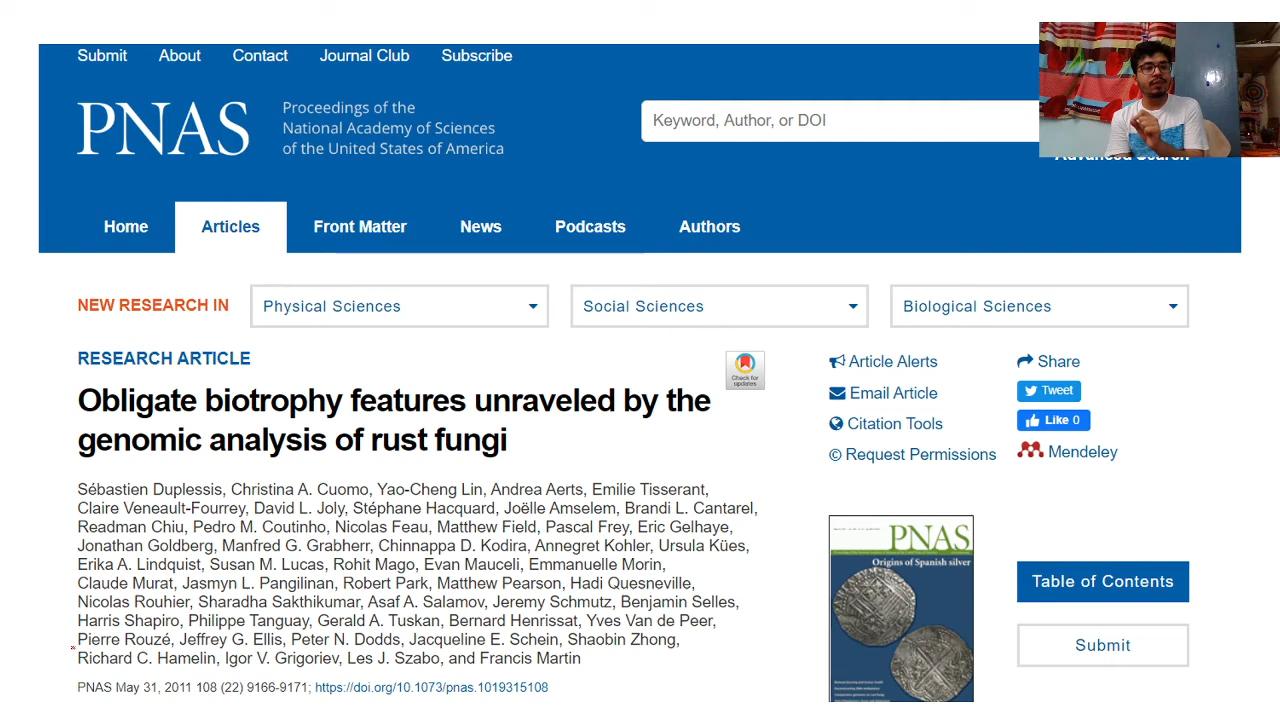 Submit About Contact Journal Club Subscribe
PNAS
Proceedings of the
National Academy of Sciences
of the United States of America
Keyword, Author, or DOI
Advanced Search
Home Articles Front Matter News Podcasts Authors
NEW RESEARCH IN Physical Sciences Social Sciences Biological Sciences
RESEARCH ARTICLE
Check for
updates
Obligate biotrophy features unraveled by the
genomic analysis of rust fungi
Sébastien Duplessis, Christina A. Cuomo, Yao-Cheng Lin, Andrea Aerts, Emilie Tisserant,
Claire Veneault-Fourrey, David L. Joly, Stéphane Hacquard, Joëlle Amselem, Brandi L. Cantarel,
Readman Chiu, Pedro M. Coutinho, Nicolas Feau, Matthew Field, Pascal Frey, Eric Gelhaye,
Jonathan Goldberg, Manfred G. Grabherr, Chinnappa D. Kodira, Annegret Kohler, Ursula Kües,
Erika A. Lindquist, Susan M. Lucas, Rohit Mago, Evan Mauceli, Emmanuelle Morin,
Claude Murat, Jasmyn L. Pangilinan, Robert Park, Matthew Pearson, Hadi Quesneville,
Nicolas Rouhier, Sharadha Sakthikumar, Asaf A. Salamov, Jeremy Schmutz, Benjamin Selles,
Harris Shapiro, Philippe Tanguay, Gerald A. Tuskan, Bernard Henrissat, Yves Van de Peer,
Pierre Rouzé, Jeffrey G. Ellis, Peter N. Dodds, Jacqueline E. Schein, Shaobin Zhong,
Richard C. Hamelin, Igor V. Grigoriev, Les J. Szabo, and Francis Martin
PNAS May 31, 2011 108 (22) 9166-9171; https://doi.org/10.1073/pnas.1019315108
Article Alerts
Email Article
Citation Tools
© Request Permissions
Share
Tweet
Like 0
Mendeley
PNAS
Origins of Spanish silver
Table of Contents
Submit